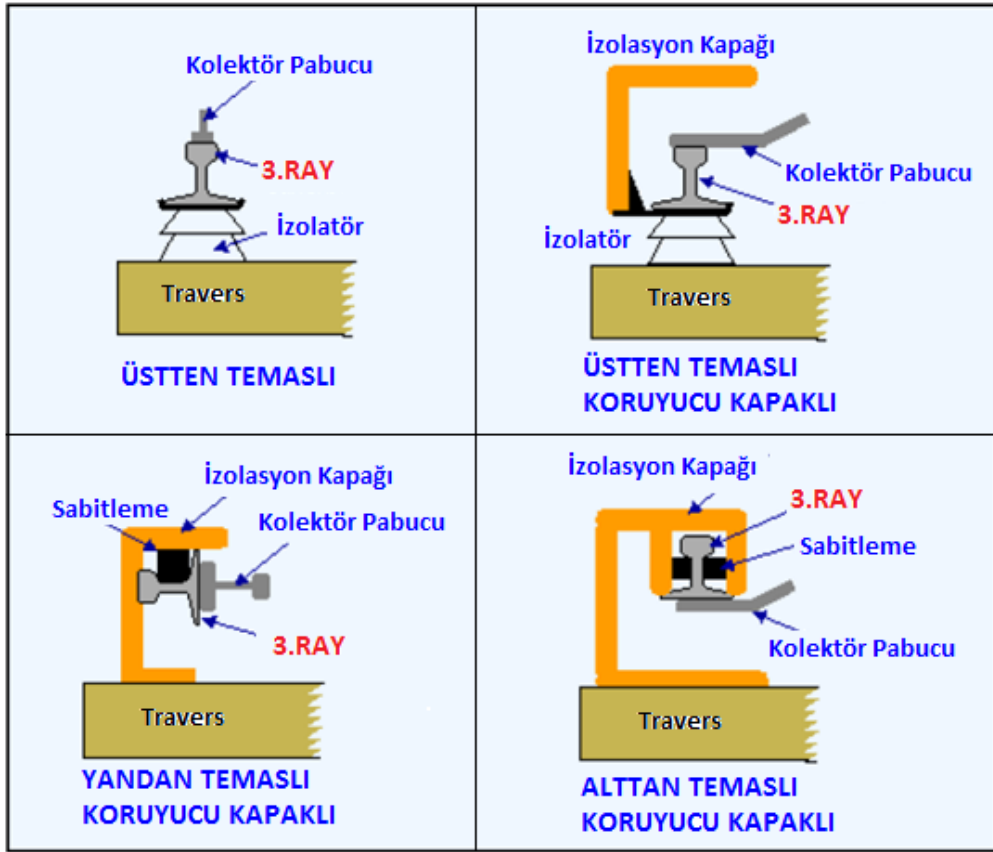 Kolektör Pabucu
3.RAY
İzolatör
Travers
ÜSTTEN TEMASLI
İzolasyon Kapağı
Kolektör Pabucu
3.RAY
İzolatör
Travers
ÜSTTEN TEMASLI
KORUYUCU KAPAKLI
İzolasyon Kapağı
Sabitleme
Kolektör Pabucu
3.RAY
Travers
YANDAN TEMASLI
KORUYUCU KAPAKLI
İzolasyon Kapağı
3.RAY
Sabitleme
Kolektör Pabucu
Travers
ALTTAN TEMASLI
KORUYUCU KAPAKLI